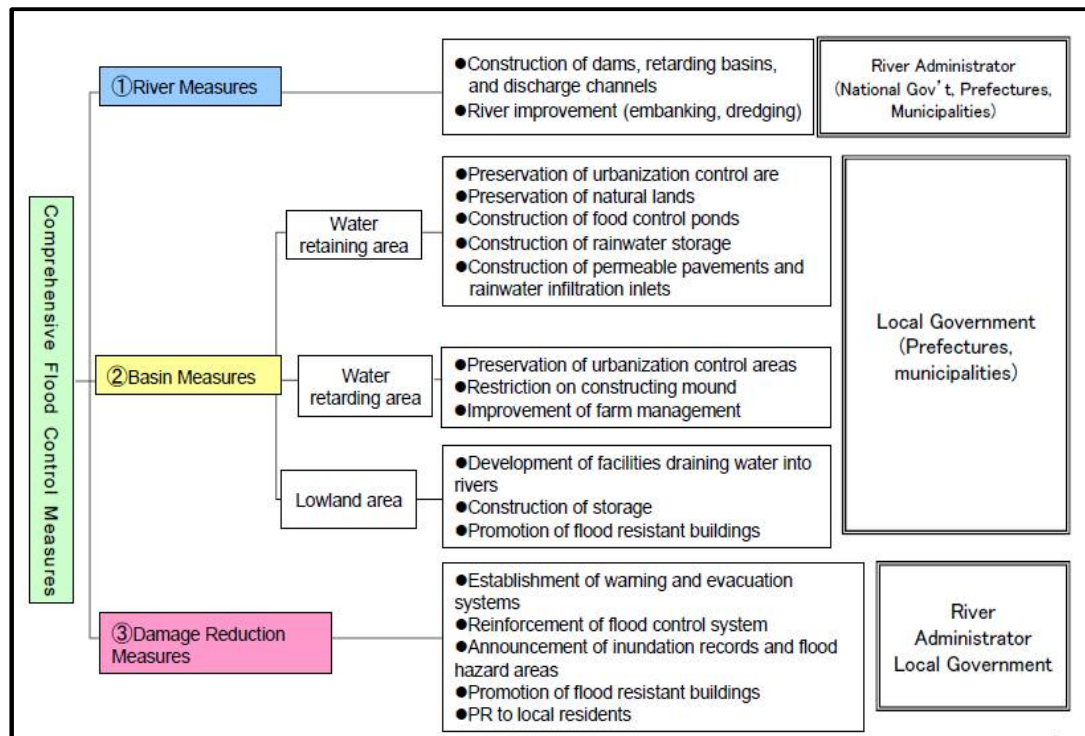 Comprehensive Flood Control Measures
①River Measures
●Construction of dams, retarding basins,
and discharge channels
●River improvement (embanking, dredging)
River Administrator
(National Gov't, Prefectures,
Municipalities)
②Basin Measures
Water
retaining area
●Preservation of urbanization control are
●Preservation of natural lands
●Construction of food control ponds
●Construction of rainwater storage
●Construction of permeable pavements and
rainwater infiltration inlets
Water
retarding area
●Preservation of urbanization control areas
●Restriction on constructing mound
●Improvement of farm management
Lowland area
●Development of facilities draining water into
rivers
●Construction of storage
●Promotion of flood resistant buildings
Local Government
(Prefectures,
municipalities)
③Damage Reduction
Measures
●Establishment of warning and evacuation
systems
●Reinforcement of flood control system
●Announcement of inundation records and flood
hazard areas
●Promotion of flood resistant buildings
●PR to local residents
River
Administrator
Local Government